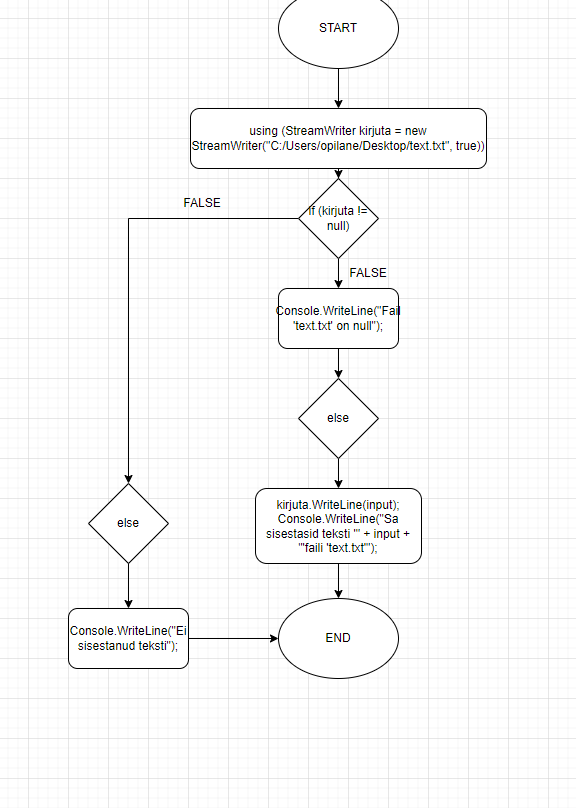 START
using (StreamWriter kirjuta = new
StreamWriter("C:/Users/opilane/Desktop/text.txt", true))
FALSE
if (kirjuta !=
null)
FALSE
Console.WriteLine("Fail
'text.txt' on null");
else
kirjuta.WriteLine(input);
Console.WriteLine("Sa
sisestasid teksti '" + input +
"'faili 'text.txt'");
else
Console.WriteLine("Ei
sisestanud teksti");
END